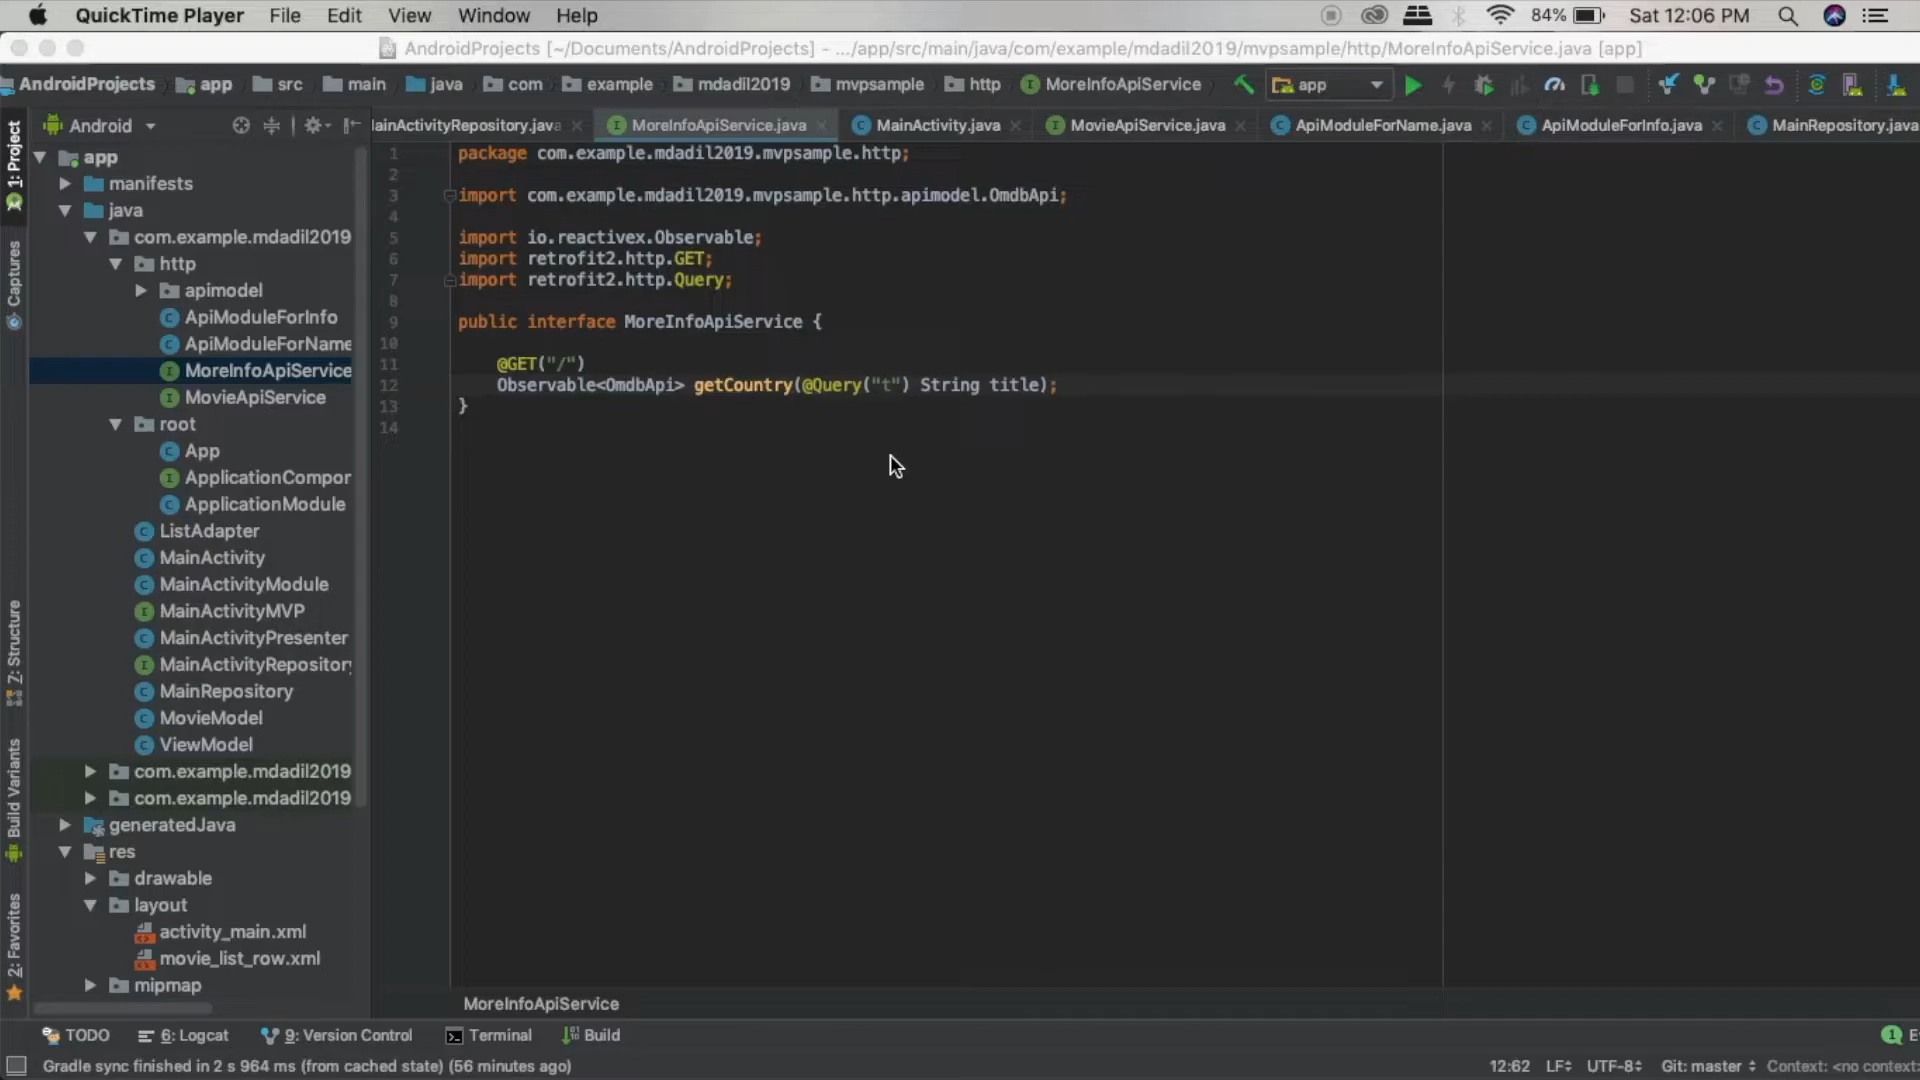 QuickTime Player File Edit View Window Help 84% Sat 12:06 PM
AndroidProjects [~/Documents/AndroidProjects] - .../app/src/main/java/com/example/mdadil2019/mvpsample/http/MoreInfoApiService.java [app]
AndroidProjects app src main java com example mdadil2019 mvpsample http MoreInfoApiService app
Android
MainActivityRepository.java MoreInfoApiService.java MainActivity.java MovieApiService.java ApiModuleForName.java ApiModuleForInfo.java MainRepository.java
1: Project
Captures
7: Structure
Build Variants
2: Favorites
app
manifests
java
com.example.mdadil2019
http
apimodel
ApiModuleForInfo
ApiModuleForName
MoreInfoApiService
MovieApiService
root
App
ApplicationCompor
ApplicationModule
ListAdapter
MainActivity
MainActivityModule
MainActivityMVP
MainActivityPresenter
MainActivityRepository
MainRepository
MovieModel
ViewModel
com.example.mdadil2019
com.example.mdadil2019
generatedJava
res
drawable
layout
activity_main.xml
movie_list_row.xml
mipmap
1 package com.example.mdadil2019.mvpsample.http;
2
3 import com.example.mdadil2019.mvpsample.http.apimodel.OmdbApi;
4
5 import io.reactivex.Observable;
6 import retrofit2.http.GET;
7 import retrofit2.http.Query;
8
9 public interface MoreInfoApiService {
10
11 @GET("/")
12 Observable<OmdbApi> getCountry(@Query("t") String title);
13 }
14
MoreInfoApiService
TODO 6: Logcat 9: Version Control Terminal Build 1 E
Gradle sync finished in 2 s 964 ms (from cached state) (56 minutes ago) 12:62 LF UTF-8 Git: master Context: <no context